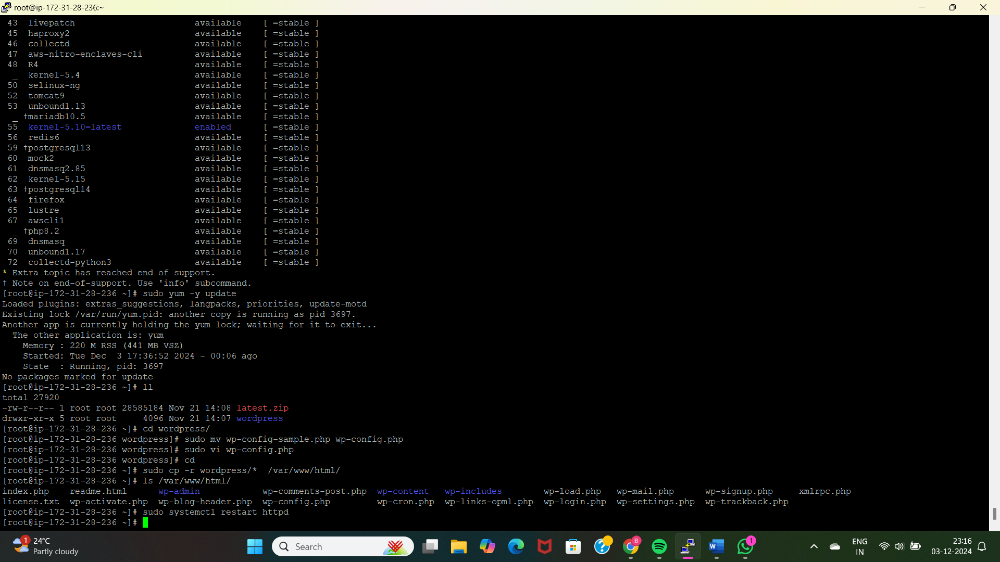 root@ip-172-31-28-236:~
43  livepatch                       available    [ =stable ]
45  haproxy2                        available    [ =stable ]
46  collectd                        available    [ =stable ]
47  aws-nitro-enclaves-cli          available    [ =stable ]
48  R4                              available    [ =stable ]
 _  kernel-5.4                      available    [ =stable ]
50  selinux-ng                      available    [ =stable ]
52  tomcat9                         available    [ =stable ]
53  unbound1.13                     available    [ =stable ]
 _ †mariadb10.5                     available    [ =stable ]
55  kernel-5.10=latest              enabled      [ =stable ]
56  redis6                          available    [ =stable ]
59 †postgresql13                    available    [ =stable ]
60  mock2                           available    [ =stable ]
61  dnsmasq2.85                     available    [ =stable ]
62  kernel-5.15                     available    [ =stable ]
63 †postgresql14                    available    [ =stable ]
64  firefox                         available    [ =stable ]
65  lustre                          available    [ =stable ]
67  awscli1                         available    [ =stable ]
 _ †php8.2                          available    [ =stable ]
69  dnsmasq                         available    [ =stable ]
70  unbound1.17                     available    [ =stable ]
72  collectd-python3                available    [ =stable ]
* Extra topic has reached end of support.
† Note on end-of-support. Use 'info' subcommand.
[root@ip-172-31-28-236 ~]# sudo yum -y update
Loaded plugins: extras_suggestions, langpacks, priorities, update-motd
Existing lock /var/run/yum.pid: another copy is running as pid 3697.
Another app is currently holding the yum lock; waiting for it to exit...
  The other application is: yum
    Memory : 220 M RSS (441 MB VSZ)
    Started: Tue Dec  3 17:36:52 2024 - 00:06 ago
    State  : Running, pid: 3697
No packages marked for update
[root@ip-172-31-28-236 ~]# ll
total 27920
-rw-r--r-- 1 root root 28585184 Nov 21 14:08 latest.zip
drwxr-xr-x 5 root root     4096 Nov 21 14:07 wordpress
[root@ip-172-31-28-236 ~]# cd wordpress/
[root@ip-172-31-28-236 wordpress]# sudo mv wp-config-sample.php wp-config.php
[root@ip-172-31-28-236 wordpress]# sudo vi wp-config.php
[root@ip-172-31-28-236 wordpress]# cd
[root@ip-172-31-28-236 ~]# sudo cp -r wordpress/*  /var/www/html/
[root@ip-172-31-28-236 ~]# ls /var/www/html/
index.php    readme.html      wp-admin            wp-comments-post.php  wp-content   wp-includes        wp-load.php   wp-mail.php      wp-signup.php     xmlrpc.php
license.txt  wp-activate.php  wp-blog-header.php  wp-config.php         wp-cron.php  wp-links-opml.php  wp-login.php  wp-settings.php  wp-trackback.php
[root@ip-172-31-28-236 ~]# sudo systemctl restart httpd
[root@ip-172-31-28-236 ~]#
1
24°C
Partly cloudy
Search
B
W
1
ENG
IN
23:16
03-12-2024